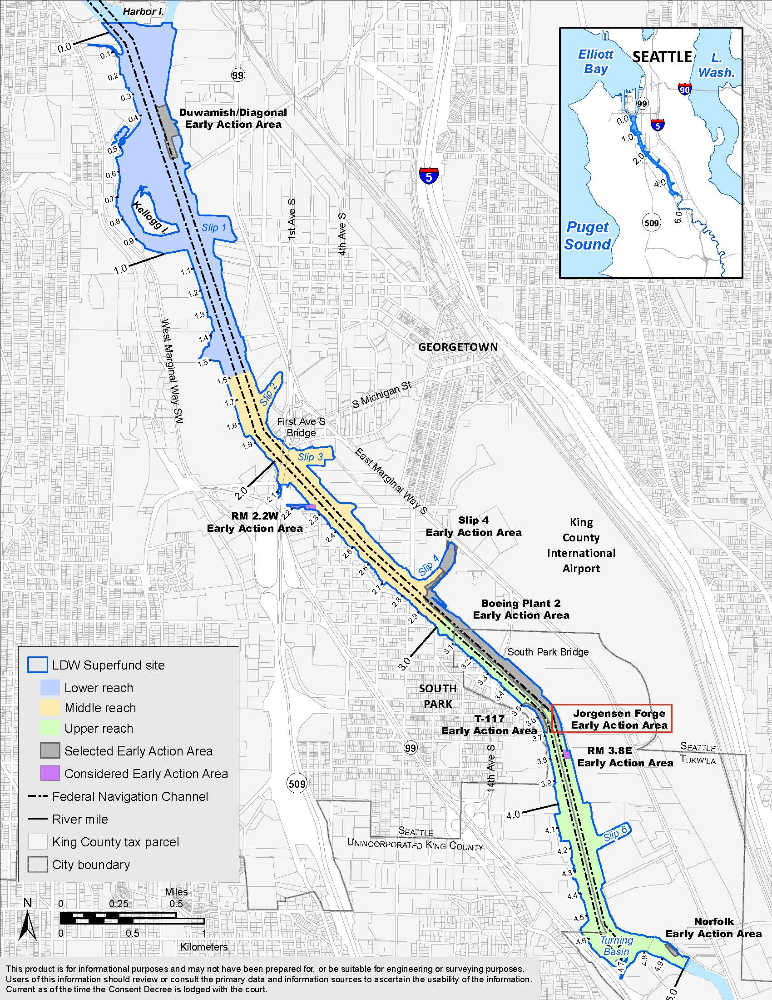 Harbor I.
0.0
0.1
0.2
0.3
0.4
0.5
0.6
0.7
0.8
0.9
1.0
99
Duwamish/Diagonal
Early Action Area
Kellogg I.
Slip 1
1st Ave S
4th Ave S
5
Elliott
Bay
SEATTLE
L.
Wash.
90
99
5
0.0
1.0
2.0
4.0
6.0
509
Puget
Sound
1.1
1.2
1.3
1.4
1.5
1.6
1.7
1.8
1.9
2.0
West Marginal Way SW
GEORGETOWN
Slip 2
S Michigan St
First Ave S
Bridge
Slip 3
East Marginal Way S
2.1
2.2
2.3
2.4
2.5
2.6
2.7
2.8
2.9
3.0
RM 2.2W
Early Action Area
Slip 4
Early Action Area
Slip 4
King
County
International
Airport
Boeing Plant 2
Early Action Area
South Park Bridge
3.1
3.2
3.3
3.4
3.5
3.6
3.7
3.8
3.9
4.0
SOUTH
PARK
T-117
Early Action Area
Jorgensen Forge
Early Action Area
RM 3.8E
Early Action Area
SEATTLE
TUKWILA
99
14th Ave S
509
SEATTLE
UNINCORPORATED KING COUNTY
4.1
4.2
4.3
4.4
4.5
4.6
4.7
4.8
4.9
5.0
Slip 6
Turning
Basin
Norfolk
Early Action Area
LDW Superfund site
Lower reach
Middle reach
Upper reach
Selected Early Action Area
Considered Early Action Area
Federal Navigation Channel
River mile
King County tax parcel
City boundary
N
Miles
0 0.25 0.5
0 0.5 1
Kilometers
This product is for informational purposes and may not have been prepared for, or be suitable for engineering or surveying purposes.
Users of this information should review or consult the primary data and information sources to ascertain the usability of the information.
Current as of the time the Consent Decree is lodged with the court.